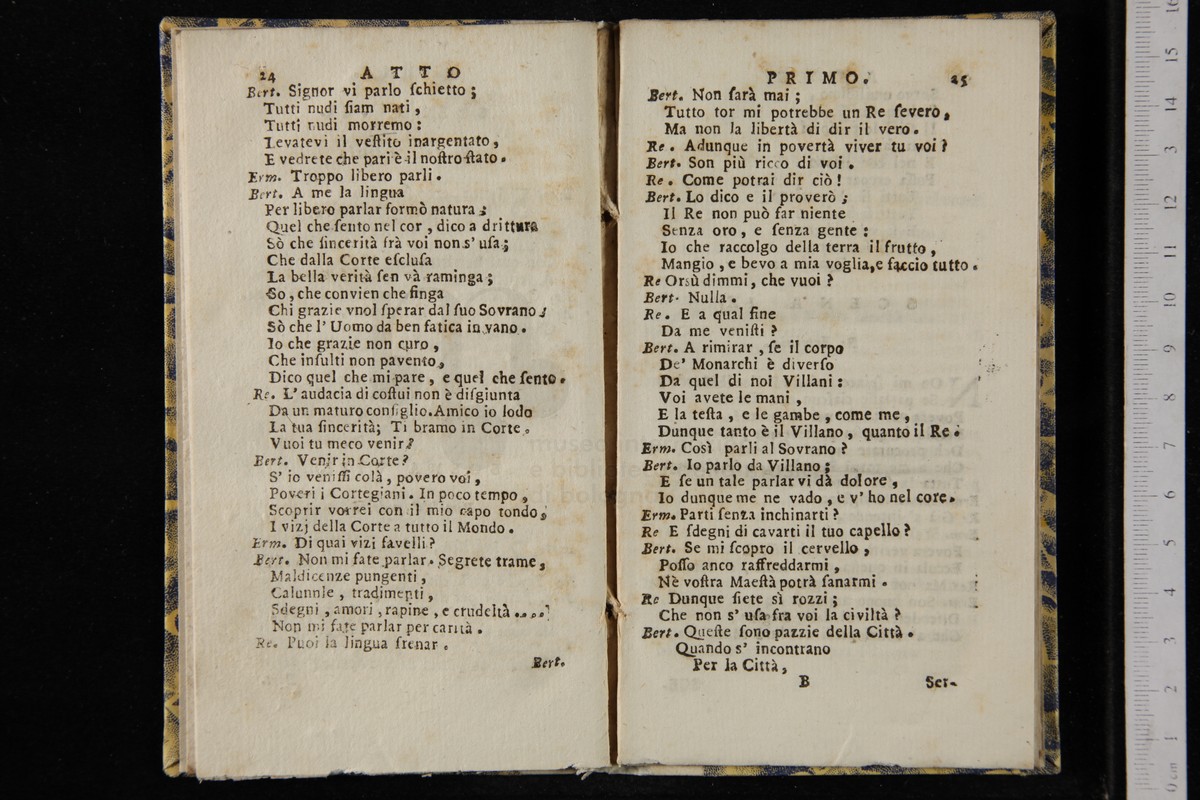 24 ATTO
Bert. Signor vi parlo ſchietto;
Tutti nudi ſiam nati,
Tutti nudi morremo:
Levatevi il veſtito inargentato,
E vedrete che pari è il noſtro ſtato.
Erm. Troppo libero parli.
Bert. A me la lingua
Per libero parlar formò natura;
Quel che ſento nel cor, dico a drittura
Sò che ſincerità frà voi non s' uſa;
Che dalla Corte eſcluſa
La bella verità ſen và raminga;
So, che convien che finga
Chi grazie vnol ſperar dal ſuo Sovrano;
Sò che l' Uomo da ben fatica in vano.
Io che grazie non curo,
Che inſulti non pavento,
Dico quel che mi pare, e quel che ſento.
Re. L' audacia di coſtui non è diſgiunta
Da un maturo conſiglio. Amico io lodo
La tua ſincerità; Ti bramo in Corte.
Vuoi tu meco venir?
Bert. Venir in Corte?
S' io veniſſi colà, povero voi,
Poveri i Cortegiani. In poco tempo,
Scoprir vorrei con il mio capo tondo,
I vizj della Corte a tutto il Mondo.
Erm. Di quai vizi favelli?
Bert. Non mi fate parlar. Segrete trame,
Maldicenze pungenti,
Calunnie, tradimenti,
Sdegni, amori, rapine, e crudeltà....
Non mi fate parlar per carità.
Re. Puoi la lingua frenar.
Bert.
PRIMO. 25
Bert. Non farà mai;
Tutto tor mi potrebbe un Re ſevero,
Ma non la libertà di dir il vero.
Re. Adunque in povertà viver tu voi?
Bert. Son più ricco di voi.
Re. Come potrai dir ciò!
Bert. Lo dico e il proverò;
Il Re non può far niente
Senza oro, e ſenza gente:
Io che raccolgo della terra il frutto,
Mangio, e bevo a mia voglia, e faccio tutto.
Re Orsù dimmi, che vuoi?
Bert. Nulla.
Re. E a qual fine
Da me veniſti?
Bert. A rimirar, ſe il corpo
De' Monarchi è diverſo
Da quel di noi Villani:
Voi avete le mani,
E la teſta, e le gambe, come me,
Dunque tanto è il Villano, quanto il Re.
Erm. Così parli al Sovrano?
Bert. Io parlo da Villano;
E ſe un tale parlar vi dà dolore,
Io dunque me ne vado, e v' ho nel core.
Erm. Parti ſenza inchinarti?
Re E ſdegni di cavarti il tuo capello?
Bert. Se mi ſcopro il cervello,
Poſſo anco raffreddarmi,
Nè voſtra Maeſtà potrà ſanarmi.
Re Dunque ſiete sì rozzi;
Che non s' uſa fra voi la civiltà?
Bert. Queſte ſono pazzie della Città.
Quando s' incontrano
Per la Città,
B Ser-